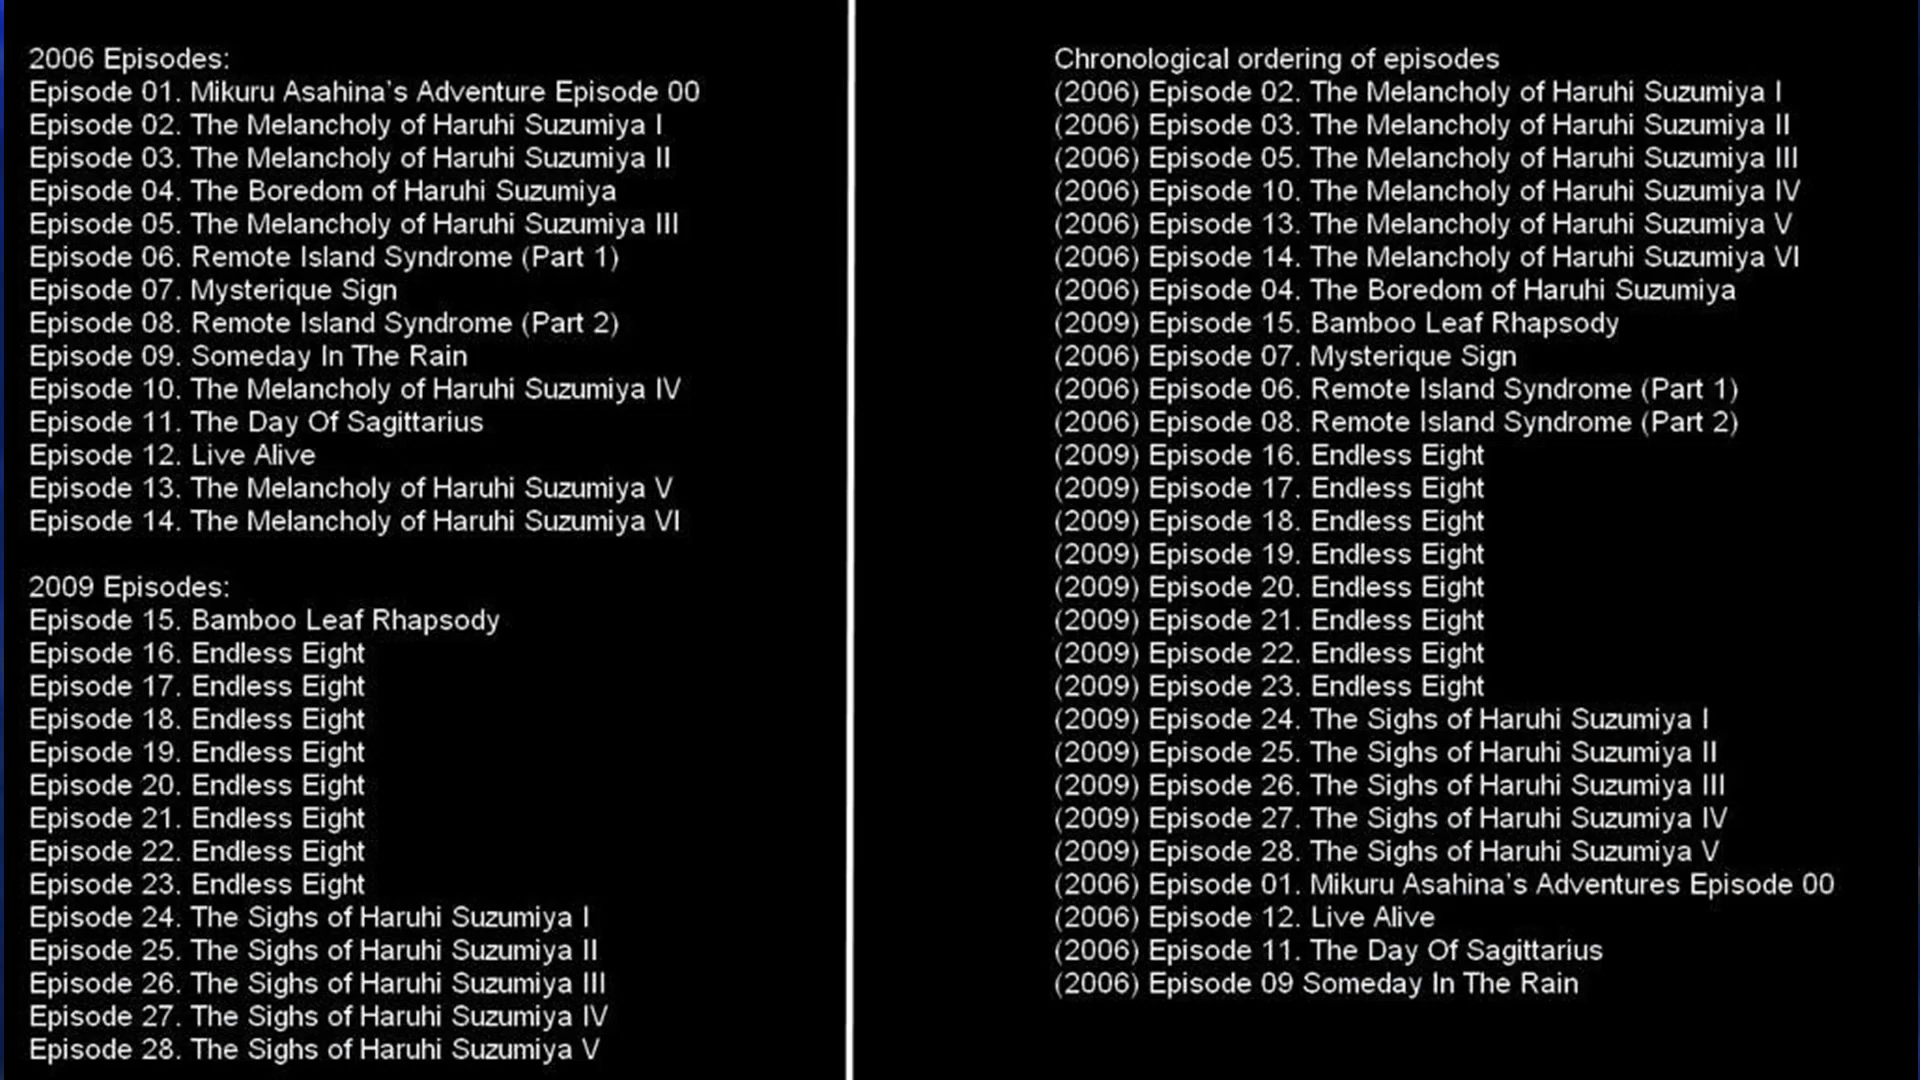 2006 Episodes:
Episode 01. Mikuru Asahina's Adventure Episode 00
Episode 02. The Melancholy of Haruhi Suzumiya I
Episode 03. The Melancholy of Haruhi Suzumiya II
Episode 04. The Boredom of Haruhi Suzumiya
Episode 05. The Melancholy of Haruhi Suzumiya III
Episode 06. Remote Island Syndrome (Part 1)
Episode 07. Mysterique Sign
Episode 08. Remote Island Syndrome (Part 2)
Episode 09. Someday In The Rain
Episode 10. The Melancholy of Haruhi Suzumiya IV
Episode 11. The Day Of Sagittarius
Episode 12. Live Alive
Episode 13. The Melancholy of Haruhi Suzumiya V
Episode 14. The Melancholy of Haruhi Suzumiya VI
2009 Episodes:
Episode 15. Bamboo Leaf Rhapsody
Episode 16. Endless Eight
Episode 17. Endless Eight
Episode 18. Endless Eight
Episode 19. Endless Eight
Episode 20. Endless Eight
Episode 21. Endless Eight
Episode 22. Endless Eight
Episode 23. Endless Eight
Episode 24. The Sighs of Haruhi Suzumiya I
Episode 25. The Sighs of Haruhi Suzumiya II
Episode 26. The Sighs of Haruhi Suzumiya III
Episode 27. The Sighs of Haruhi Suzumiya IV
Episode 28. The Sighs of Haruhi Suzumiya V
Chronological ordering of episodes
(2006) Episode 02. The Melancholy of Haruhi Suzumiya I
(2006) Episode 03. The Melancholy of Haruhi Suzumiya II
(2006) Episode 05. The Melancholy of Haruhi Suzumiya III
(2006) Episode 10. The Melancholy of Haruhi Suzumiya IV
(2006) Episode 13. The Melancholy of Haruhi Suzumiya V
(2006) Episode 14. The Melancholy of Haruhi Suzumiya VI
(2006) Episode 04. The Boredom of Haruhi Suzumiya
(2009) Episode 15. Bamboo Leaf Rhapsody
(2006) Episode 07. Mysterique Sign
(2006) Episode 06. Remote Island Syndrome (Part 1)
(2006) Episode 08. Remote Island Syndrome (Part 2)
(2009) Episode 16. Endless Eight
(2009) Episode 17. Endless Eight
(2009) Episode 18. Endless Eight
(2009) Episode 19. Endless Eight
(2009) Episode 20. Endless Eight
(2009) Episode 21. Endless Eight
(2009) Episode 22. Endless Eight
(2009) Episode 23. Endless Eight
(2009) Episode 24. The Sighs of Haruhi Suzumiya I
(2009) Episode 25. The Sighs of Haruhi Suzumiya II
(2009) Episode 26. The Sighs of Haruhi Suzumiya III
(2009) Episode 27. The Sighs of Haruhi Suzumiya IV
(2009) Episode 28. The Sighs of Haruhi Suzumiya V
(2006) Episode 01. Mikuru Asahina's Adventures Episode 00
(2006) Episode 12. Live Alive
(2006) Episode 11. The Day Of Sagittarius
(2006) Episode 09 Someday In The Rain